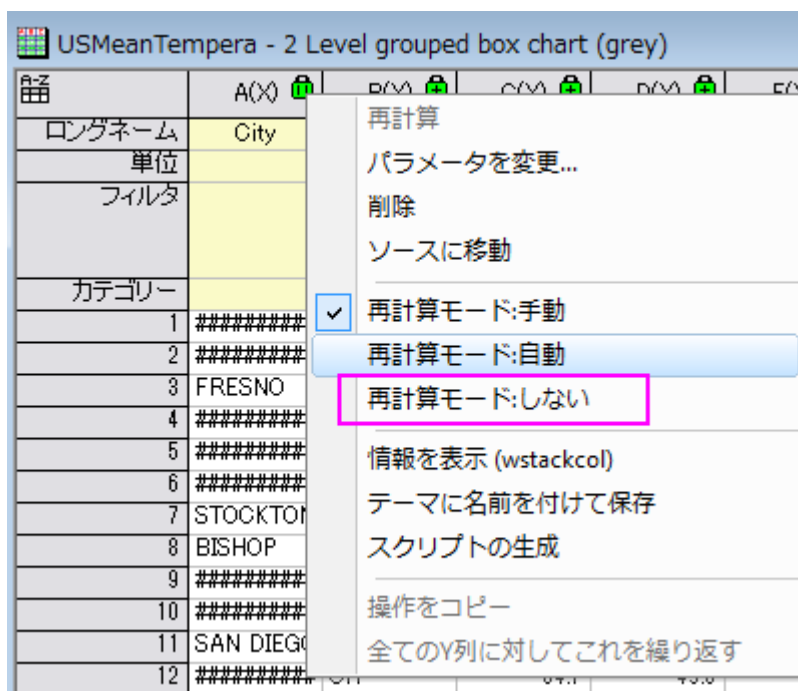 USMeanTempera - 2 Level grouped box chart (grey)
A(X)
ロングネーム City
単位
フィルタ
カテゴリー
1 ##########
2 ##########
3 FRESNO
4 ##########
5 ##########
6 ##########
7 STOCKTON
8 BISHOP
9 ##########
10 ##########
11 SAN DIEGO
12 ##########
再計算
パラメータを変更...
削除
ソースに移動
再計算モード:手動
再計算モード:自動
再計算モード:しない
情報を表示 (wstackcol)
テーマに名前を付けて保存
スクリプトの生成
操作をコピー
全てのY列に対してこれを繰り返す